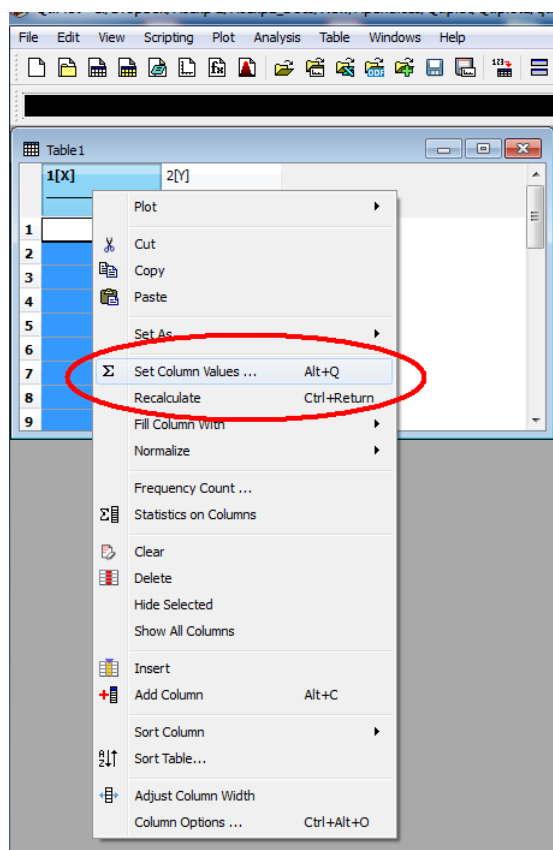 File Edit View Scripting Plot Analysis Table Windows Help
Table1
1[X] 2[Y]
1
2
3
4
5
6
7
8
9
Plot
Cut
Copy
Paste
Set As
Set Column Values ... Alt+Q
Recalculate Ctrl+Return
Fill Column With
Normalize
Frequency Count ...
Statistics on Columns
Clear
Delete
Hide Selected
Show All Columns
Insert
Add Column Alt+C
Sort Column
Sort Table...
Adjust Column Width
Column Options ... Ctrl+Alt+O